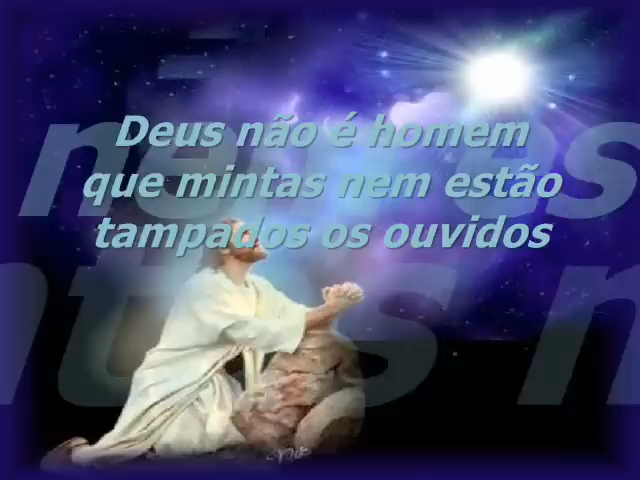 Deus não é homem
que mintas nem estão
tampados os ouvidos